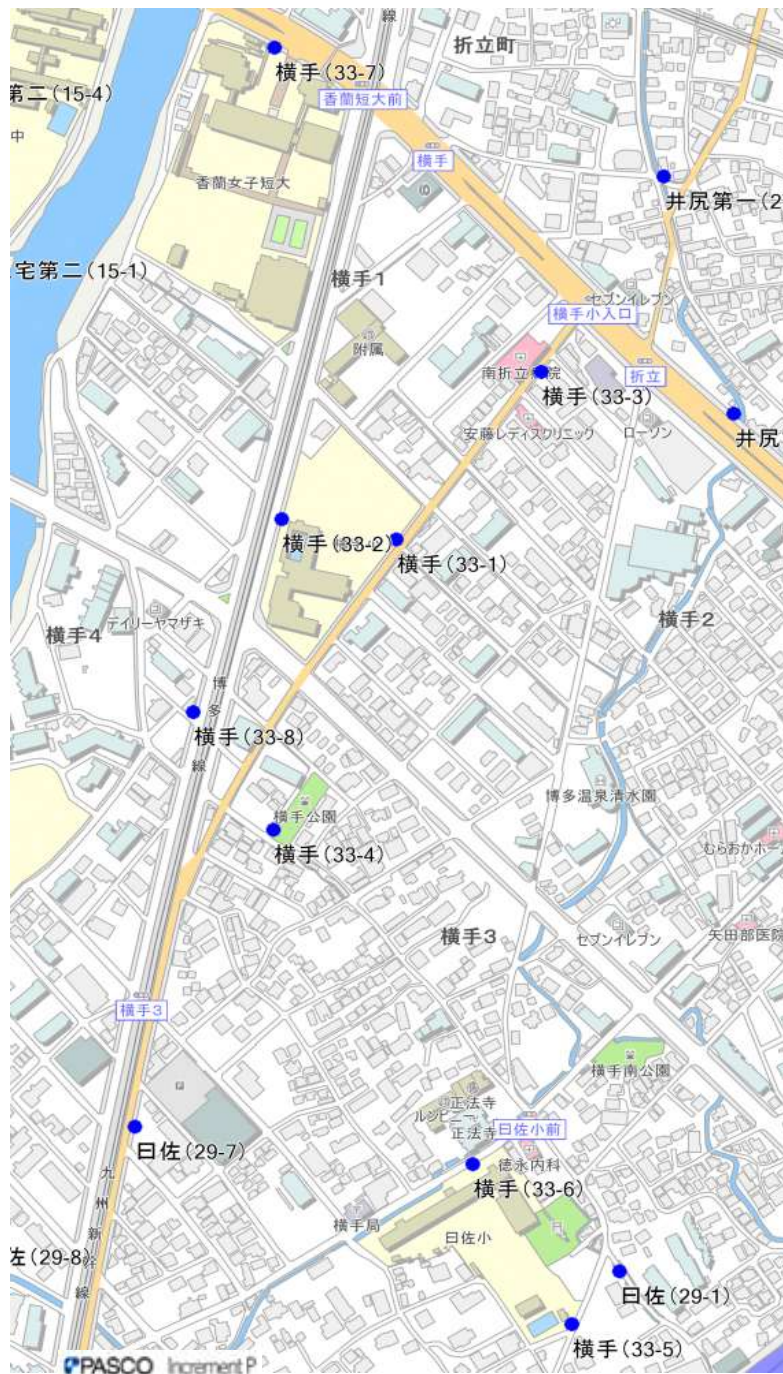 線
折立町
横手(33-7)
第二(15-4)
香蘭短大前
中
横手
香蘭女子短大
井尻第一(2
宅第二(15-1)
横手1
セブンイレブン
横手小入口
附属
南折立病院
折立
横手(33-3)
安藤レディスクリニック
ローソン
井尻
横手(33-2)
横手(33-1)
横手4
デイリーヤマザキ
横手2
博多
線
横手(33-8)
博多温泉清水園
横手公園
横手(33-4)
むらおかホー
横手3
セブンイレブン
矢田部医院
横手3
横手南公園
正法寺
ルンビニー
正法寺
曰佐小前
曰佐(29-7)
徳永内科
横手(33-6)
九州新幹線
横手局
曰佐小
佐(29-8)
曰佐(29-1)
横手(33-5)
PASCO Increment P